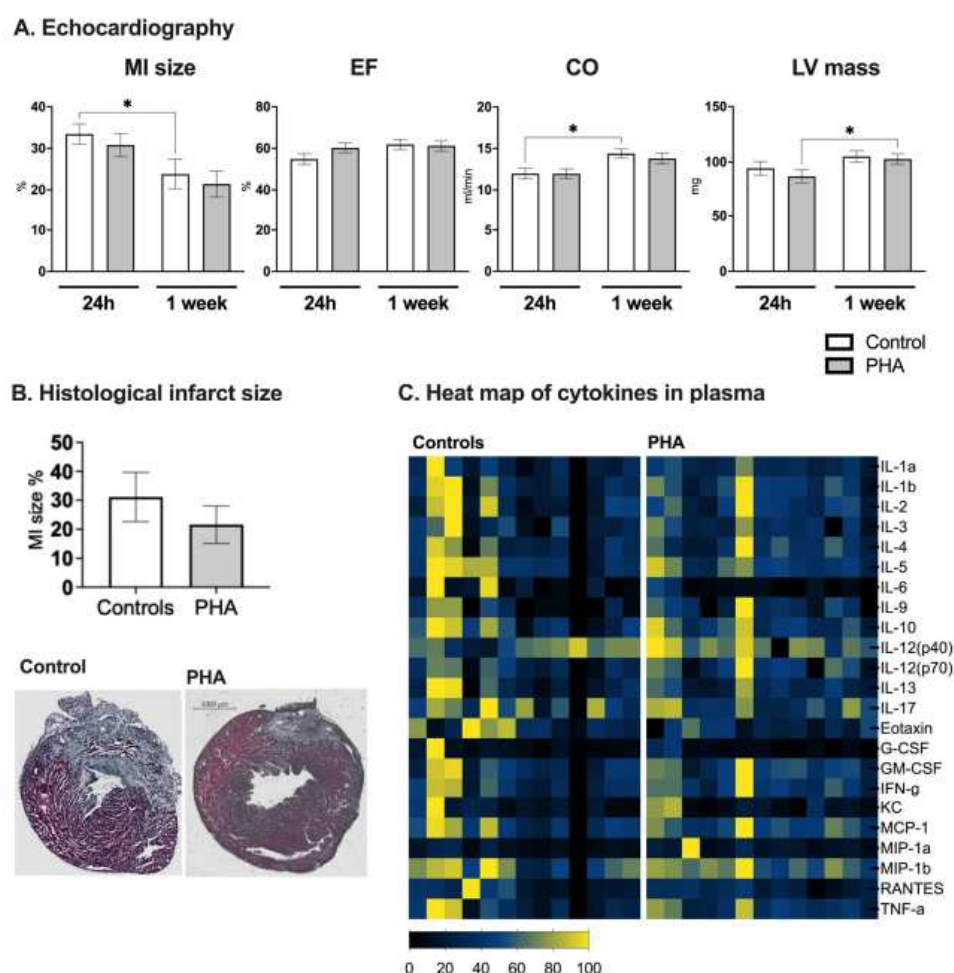 A. Echocardiography
MI size
EF
CO
LV mass
40
30
20
10
0
%
*
24h
1 week
80
60
40
20
0
%
24h
1 week
20
15
10
5
0
ml/min
*
24h
1 week
150
100
50
0
mg
*
24h
1 week
Control
PHA
B. Histological infarct size
50
40
30
20
10
0
MI size %
Controls
PHA
Control
PHA
C. Heat map of cytokines in plasma
Controls
PHA
IL-1a
IL-1b
IL-2
IL-3
IL-4
IL-5
IL-6
IL-9
IL-10
IL-12(p40)
IL-12(p70)
IL-13
IL-17
Eotaxin
G-CSF
GM-CSF
IFN-g
KC
MCP-1
MIP-1a
MIP-1b
RANTES
TNF-a
0 20 40 60 80 100